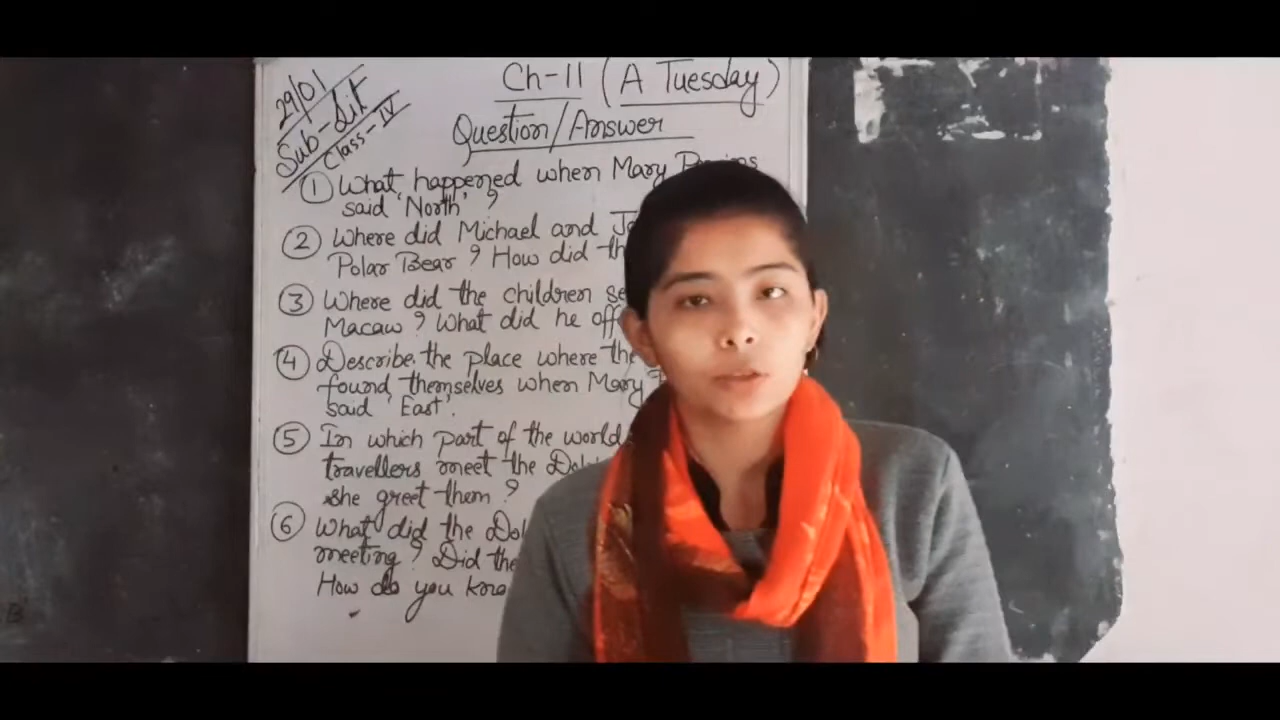 29/01
Sub-Lit
Class-IV
Ch-11 (A Tuesday)
Question/Answer
① What happened when Mary
said 'North' ?
② Where did Michael and
Polar Bear ? How did
③ Where did the children
Macaw ? What did he
④ Describe the place where
found themselves when Mary
said 'East'.
⑤ In which part of the world
travellers meet the
she greet them ?
⑥ What did the
meeting ? Did
How do you